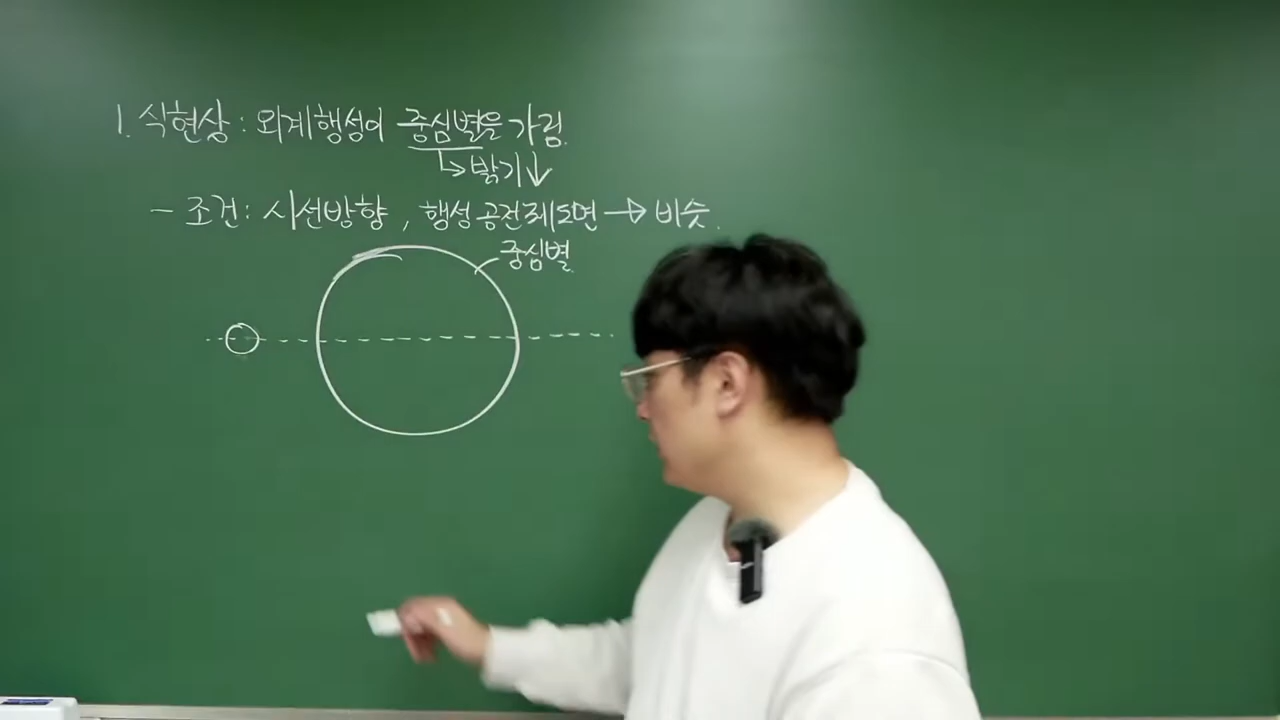 1. 식현상 : 외계행성이 중심별을 가림.
↳ 밝기↓
- 조건 : 시선방향, 행성 공전궤도면 → 비슷.
중심별